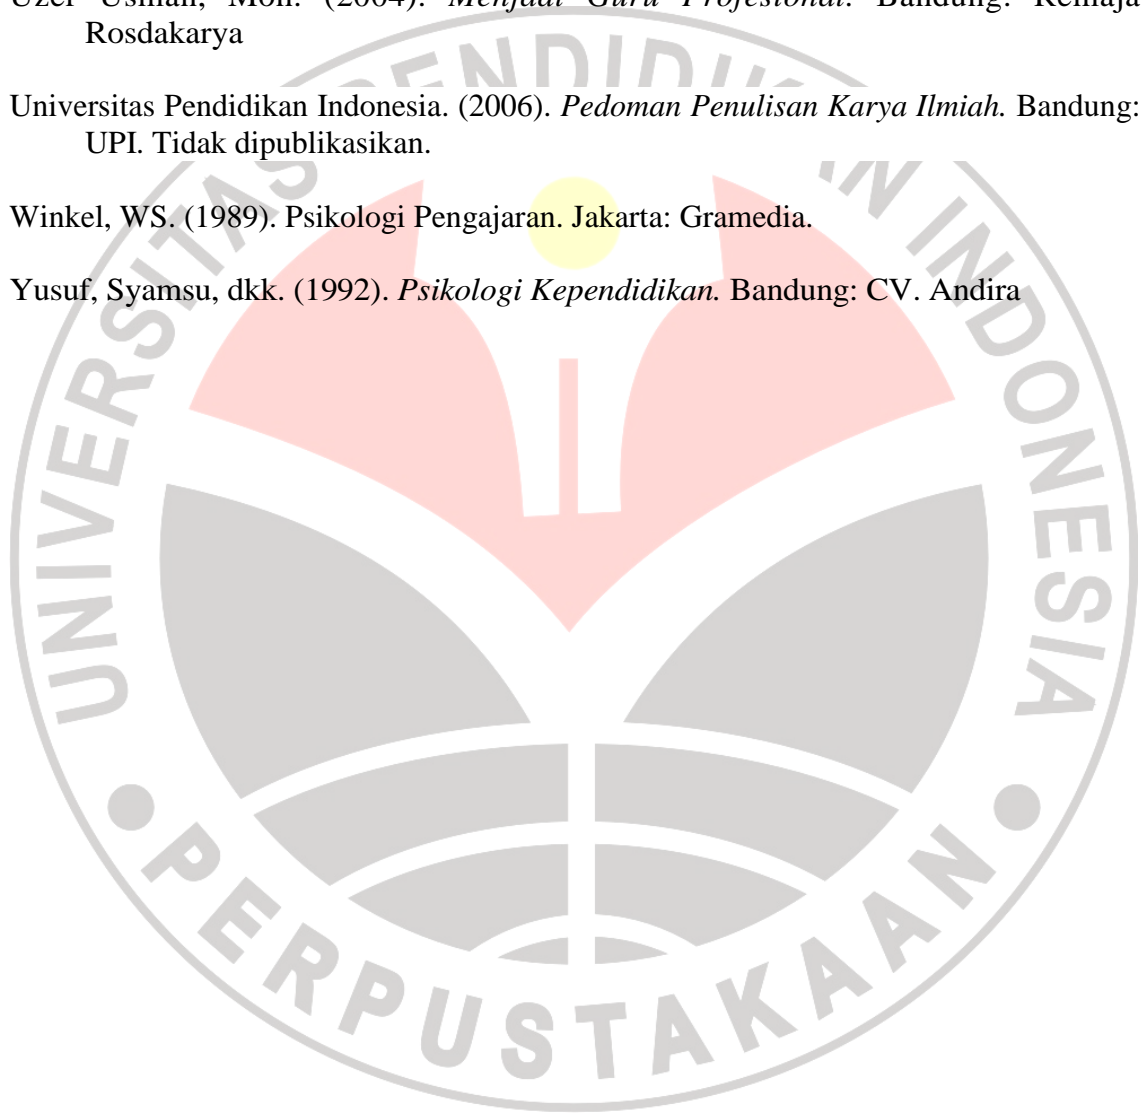 Uzer Usman, Moh. (2004). Menjadi Guru Profesional. Bandung: Remaja
Rosdakarya
Universitas Pendidikan Indonesia. (2006). Pedoman Penulisan Karya Ilmiah. Bandung:
UPI. Tidak dipublikasikan.
Winkel, WS. (1989). Psikologi Pengajaran. Jakarta: Gramedia.
Yusuf, Syamsu, dkk. (1992). Psikologi Kependidikan. Bandung: CV. Andira
UNIVERSITAS PENDIDIKAN INDONESIA
PERPUSTAKAAN